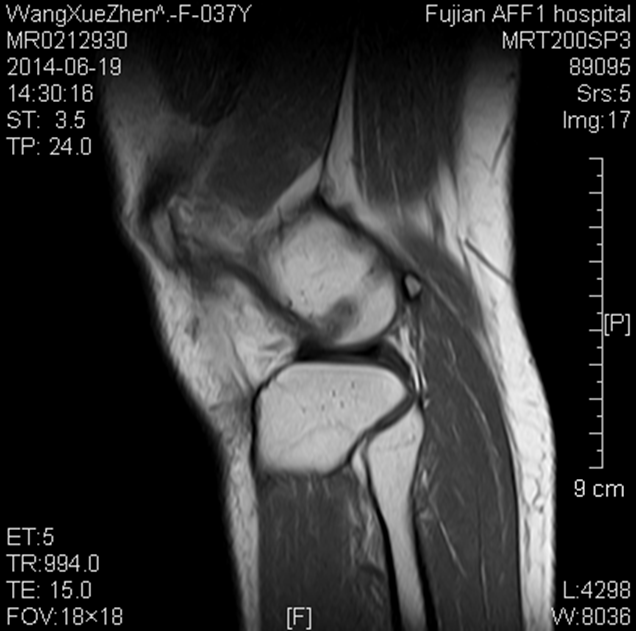 WangXueZhen^.-F-037Y
MR0212930
2014-06-19
14:30:16
ST: 3.5
TP: 24.0
Fujian AFF1 hospital
MRT200SP3
89095
Srs:5
Img:17
[P]
9 cm
ET:5
TR:994.0
TE: 15.0
FOV:18×18
[F]
L:4298
W:8036